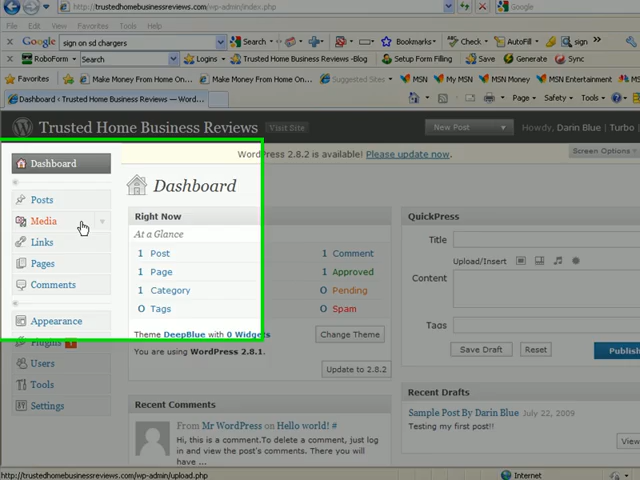 http://trustedhomebusinessreviews.com/wp-admin/index.php
Google
File Edit View Favorites Tools Help
Google sign on sd chargers Search Bookmarks Check AutoFill sign
RoboForm Search Logins Trusted Home Business Reviews -Blog Setup Form Filling Save Generate Sync
Favorites Make Money From Home On... Make Money From Home On... Suggested Sites MSN My MSN MSN Money MSN Entertainment
Dashboard ‹ Trusted Home Business Reviews — Wor... Page Safety Tools
Trusted Home Business Reviews Visit Site New Post Howdy, Darin Blue | Turbo
WordPress 2.8.2 is available! Please update now. Screen Options
Dashboard
Posts
Media
Links
Pages
Comments
Appearance
Plugins 1
Users
Tools
Settings
Dashboard
Right Now
At a Glance
1 Post 1 Comment
1 Page 1 Approved
1 Category 0 Pending
0 Tags 0 Spam
Theme DeepBlue with 0 Widgets Change Theme
You are using WordPress 2.8.1.
Update to 2.8.2
Recent Comments
From Mr WordPress on Hello world! #
Hi, this is a comment.To delete a comment, just log
in and view the post's comments. There you will
have ...
QuickPress
Title
Upload/Insert
Content
Tags
Save Draft Reset Publish
Recent Drafts
Sample Post By Darin Blue July 22, 2009
Testing my first post!!
View
http://trustedhomebusinessreviews.com/wp-admin/upload.php Internet